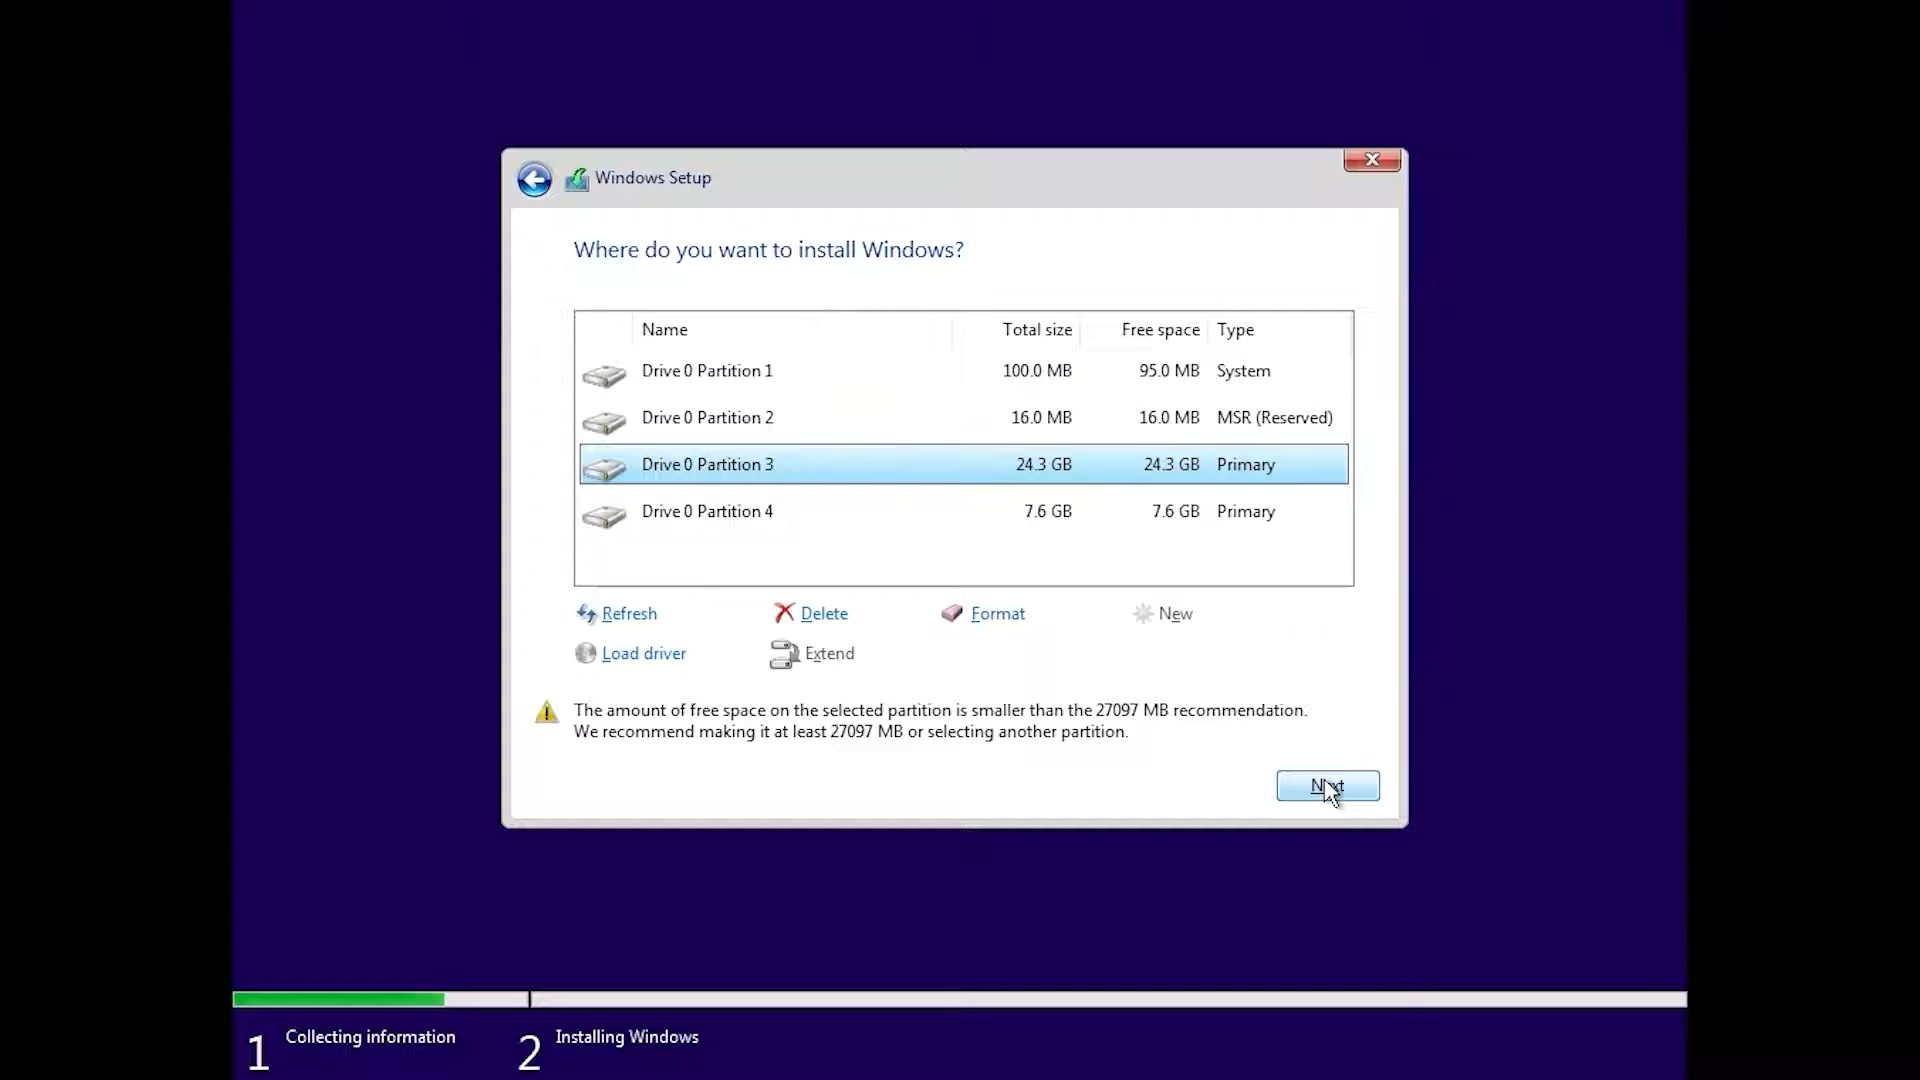 Windows Setup
Where do you want to install Windows?
Name Total size Free space Type
Drive 0 Partition 1 100.0 MB 95.0 MB System
Drive 0 Partition 2 16.0 MB 16.0 MB MSR (Reserved)
Drive 0 Partition 3 24.3 GB 24.3 GB Primary
Drive 0 Partition 4 7.6 GB 7.6 GB Primary
Refresh Delete Format New
Load driver Extend
The amount of free space on the selected partition is smaller than the 27097 MB recommendation.
We recommend making it at least 27097 MB or selecting another partition.
Next
1 Collecting information 2 Installing Windows